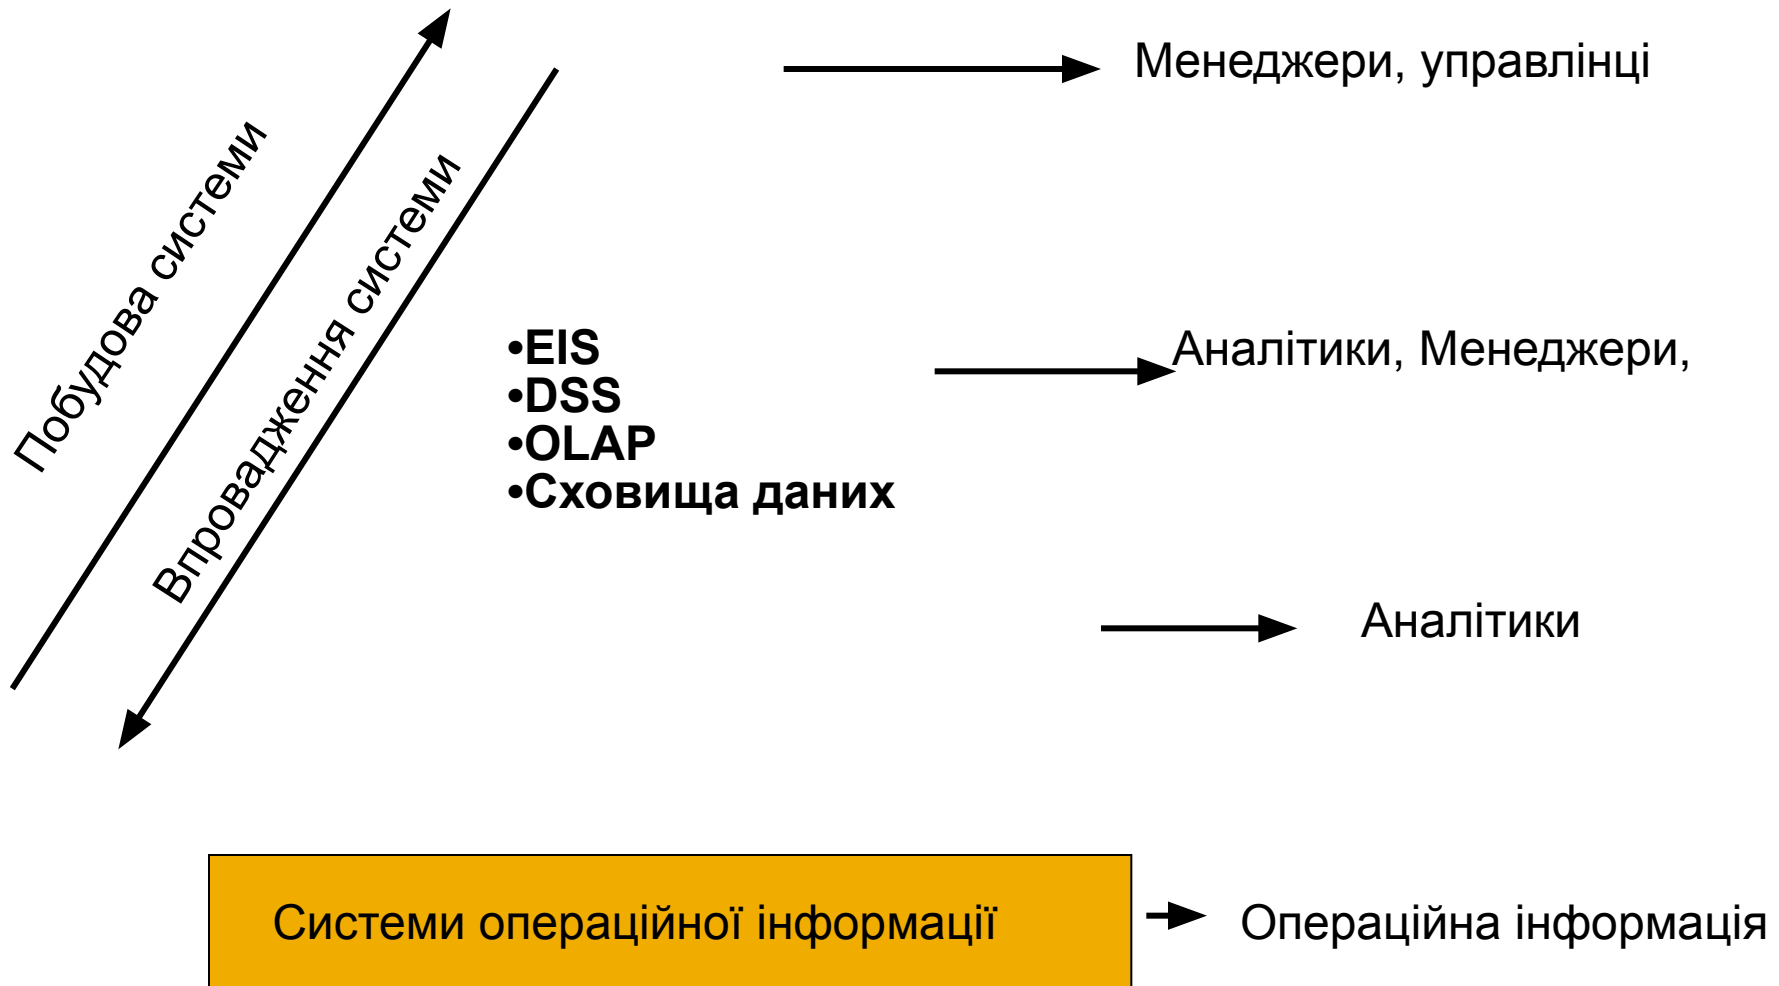 Менеджери, управлінці
Побудова системи
Впровадження системи
•EIS
•DSS
•OLAP
•Сховища даних
Аналітики, Менеджери,
Аналітики
Системи операційної інформації
Операційна інформація